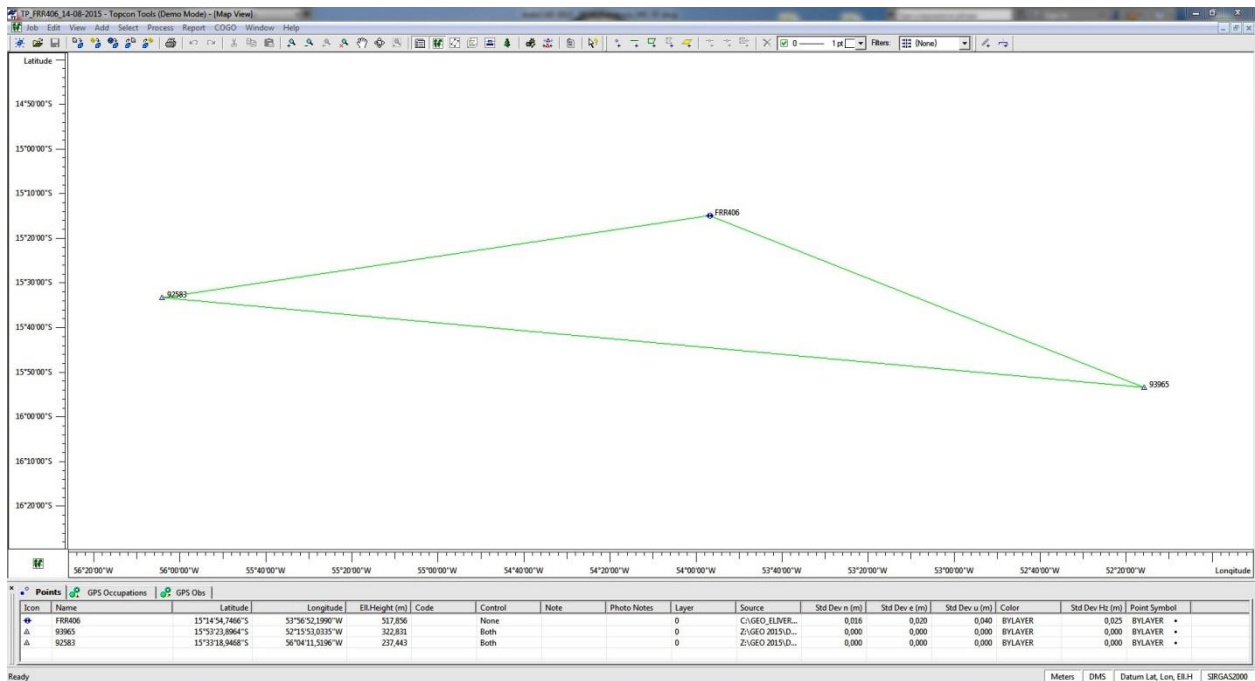 TP_FRR406_14-08-2015 - Topcon Tools (Demo Mode) - [Map View]
Job Edit View Add Select Process Report COGO Window Help
0 1 pt Filters: (None)
Latitude
14°50'00"S
15°00'00"S
15°10'00"S
FRR406
15°20'00"S
15°30'00"S
92583
15°40'00"S
15°50'00"S
93965
16°00'00"S
16°10'00"S
16°20'00"S
56°20'00"W 56°00'00"W 55°40'00"W 55°20'00"W 55°00'00"W 54°40'00"W 54°20'00"W 54°00'00"W 53°40'00"W 53°20'00"W 53°00'00"W 52°40'00"W 52°20'00"W Longitude
Points GPS Occupations GPS Obs
Icon Name Latitude Longitude Ell.Height (m) Code Control Note Photo Notes Layer Source Std Dev n (m) Std Dev e (m) Std Dev u (m) Color Std Dev Hz (m) Point Symbol
FRR406 15°14'54,7466"S 53°56'52,1990"W 517,856 None 0 C:\GEO_ELIVER... 0,016 0,020 0,040 BYLAYER 0,025 BYLAYER
93965 15°53'23,8964"S 52°15'53,0335"W 322,831 Both 0 Z:\GEO 2015\D... 0,000 0,000 0,000 BYLAYER 0,000 BYLAYER
92583 15°33'18,9468"S 56°04'11,5196"W 237,443 Both 0 Z:\GEO 2015\D... 0,000 0,000 0,000 BYLAYER 0,000 BYLAYER
Ready Meters DMS Datum Lat, Lon, Ell.H SIRGAS2000